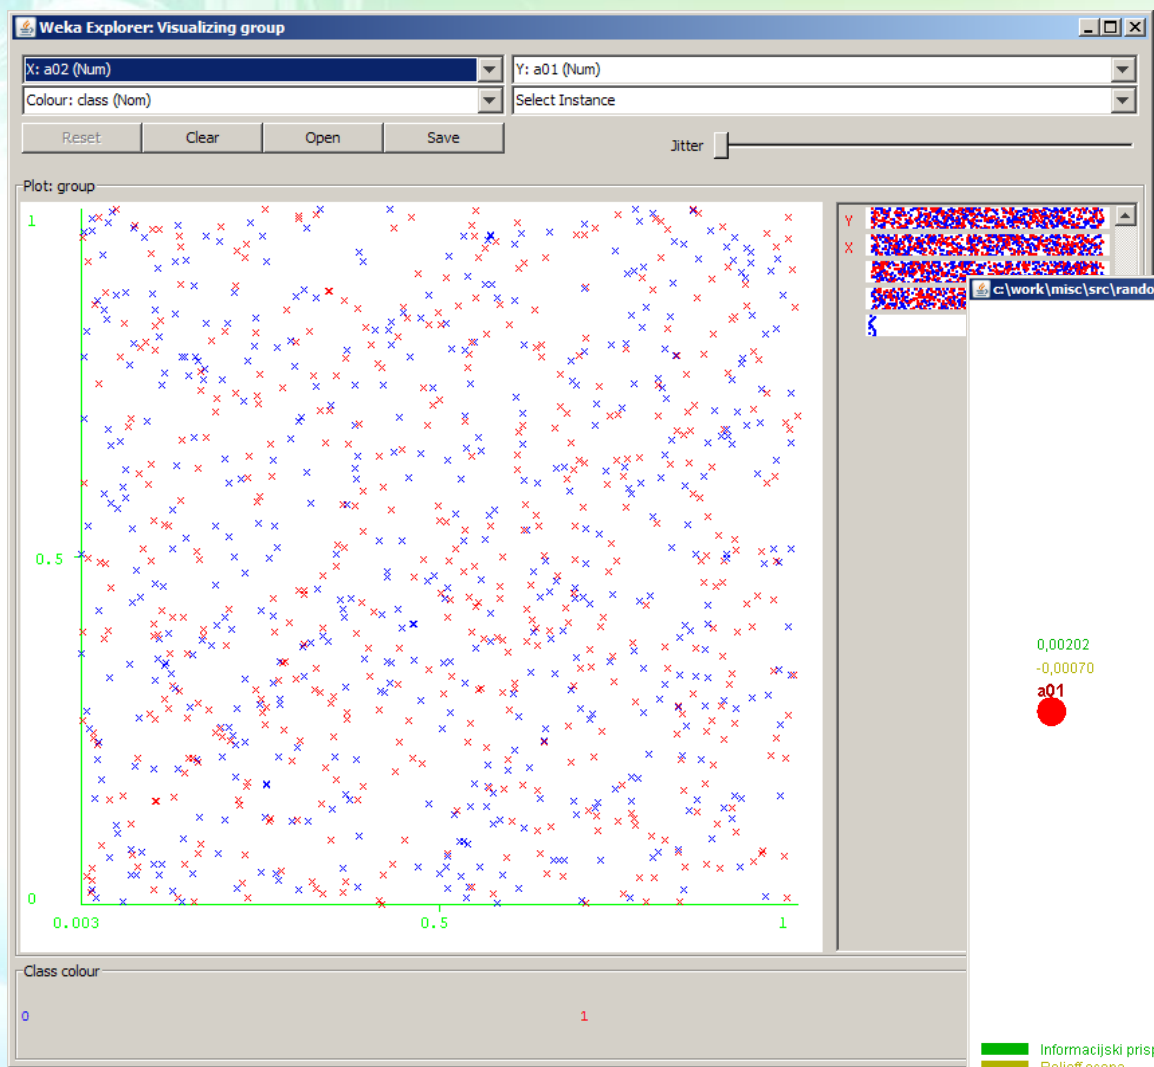 Weka Explorer: Visualizing group
X: a02 (Num)
Y: a01 (Num)
Colour: class (Nom)
Select Instance
Reset
Clear
Open
Save
Jitter
Plot: group
1
0.5
0
0.003
0.5
1
Y
X
c:\work\misc\src\rando
0,00202
-0,00070
a01
Class colour
0
1
Informacijski prisp